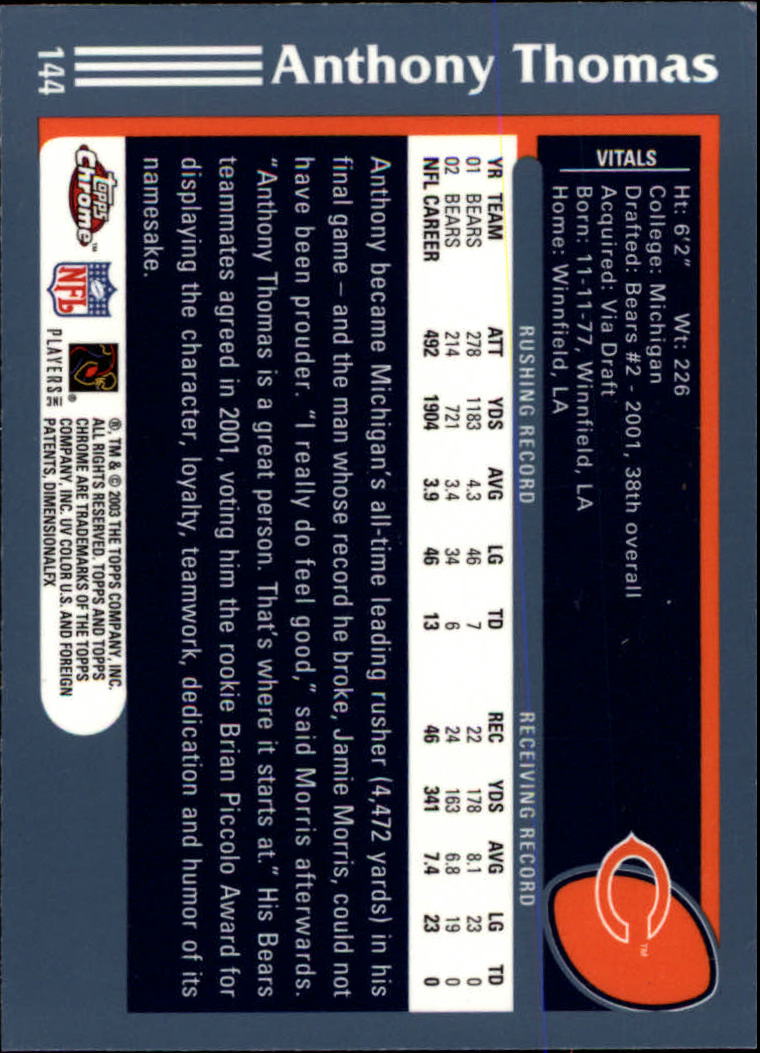 144 Anthony Thomas
VITALS
Ht: 6'2" Wt: 226
College: Michigan
Drafted: Bears #2 - 2001, 38th overall
Acquired: Via Draft
Born: 11-11-77, Winnfield, LA
Home: Winnfield, LA
C
TM
RUSHING RECORD RECEIVING RECORD
YR TEAM ATT YDS AVG LG TD REC YDS AVG LG TD
01 BEARS 278 1183 4.3 46 7 22 178 8.1 23 0
02 BEARS 214 721 3.4 34 6 24 163 6.8 19 0
NFL CAREER 492 1904 3.9 46 13 46 341 7.4 23 0
Anthony became Michigan's all-time leading rusher (4,472 yards) in his
final game – and the man whose record he broke, Jamie Morris, could not
have been prouder. "I really do feel good," said Morris afterwards.
"Anthony Thomas is a great person. That's where it starts at." His Bears
teammates agreed in 2001, voting him the rookie Brian Piccolo Award for
displaying the character, loyalty, teamwork, dedication and humor of its
namesake.
Topps
Chrome™
NFL
PLAYERS INC ®
®, TM & © 2003 THE TOPPS COMPANY, INC.
ALL RIGHTS RESERVED. TOPPS AND TOPPS
CHROME ARE TRADEMARKS OF THE TOPPS
COMPANY, INC. UV COLOR U.S. AND FOREIGN
PATENTS, DIMENSIONALFX